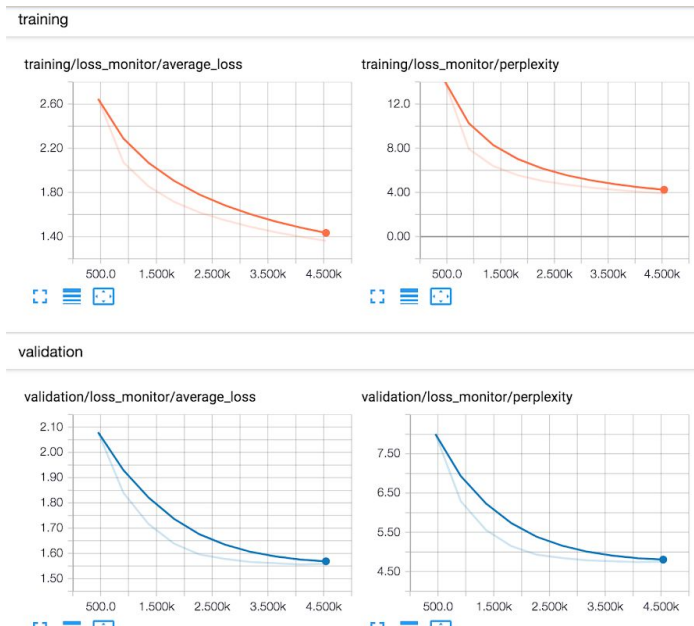 training
training/loss_monitor/average_loss
training/loss_monitor/perplexity
2.60
2.20
1.80
1.40
500.0 1.500k 2.500k 3.500k 4.500k
12.0
8.00
4.00
0.00
500.0 1.500k 2.500k 3.500k 4.500k
validation
validation/loss_monitor/average_loss
validation/loss_monitor/perplexity
2.10
2.00
1.90
1.80
1.70
1.60
1.50
500.0 1.500k 2.500k 3.500k 4.500k
7.50
6.50
5.50
4.50
500.0 1.500k 2.500k 3.500k 4.500k